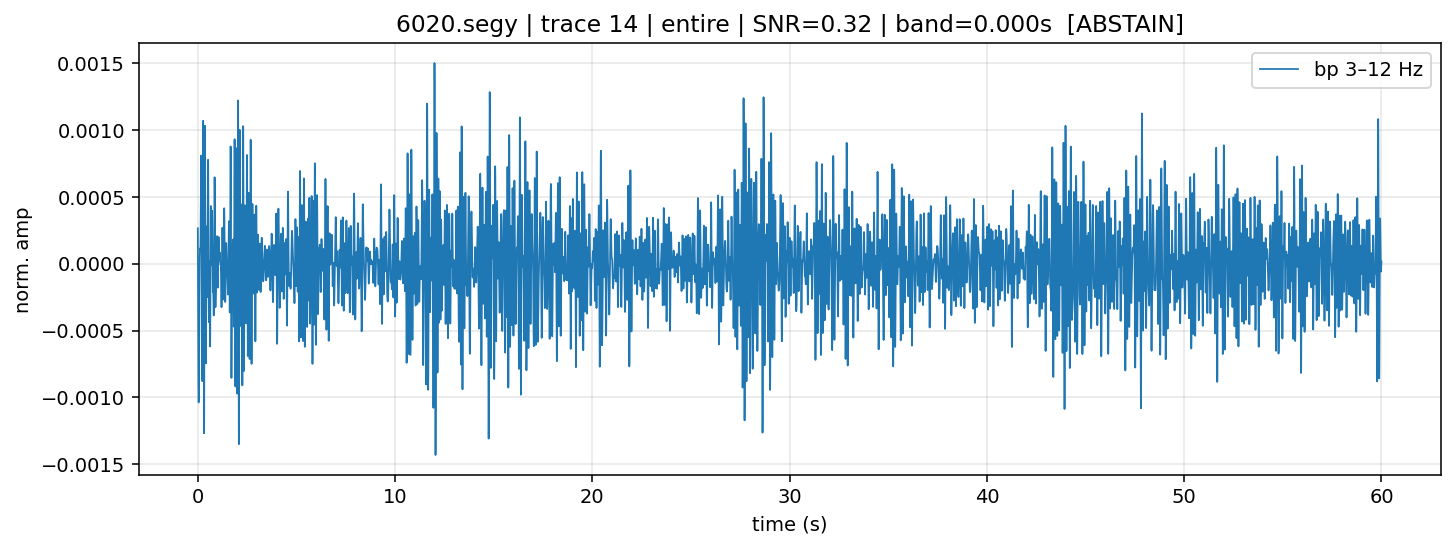 6020.segy | trace 14 | entire | SNR=0.32 | band=0.000s  [ABSTAIN]
bp 3–12 Hz
0.0015
0.0010
0.0005
0.0000
−0.0005
−0.0010
−0.0015
norm. amp
0 10 20 30 40 50 60
time (s)